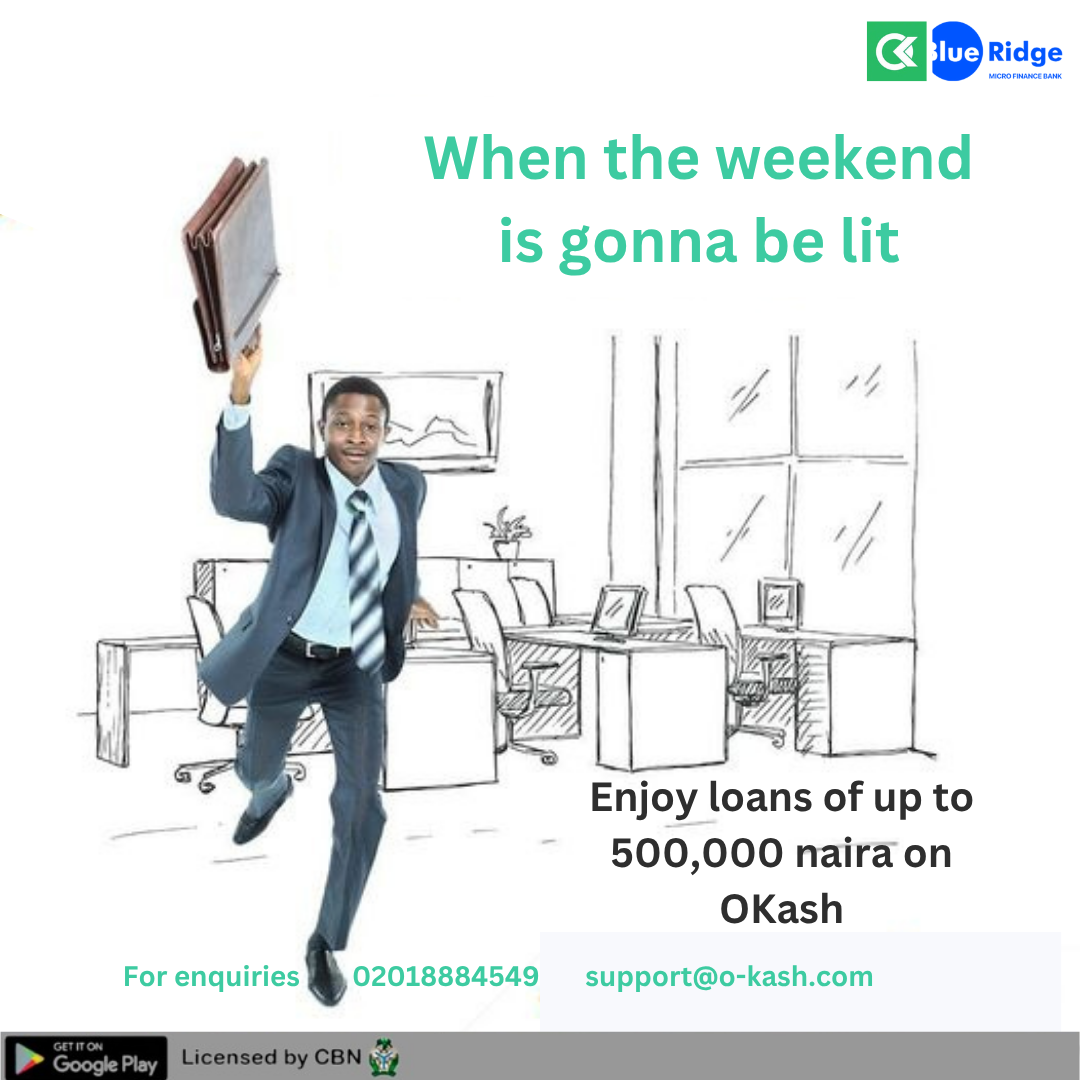 Blue Ridge
MICRO FINANCE BANK
When the weekend
is gonna be lit
Enjoy loans of up to
500,000 naira on
OKash
For enquiries 02018884549 support@o-kash.com
GET IT ON
Google Play
Licensed by CBN